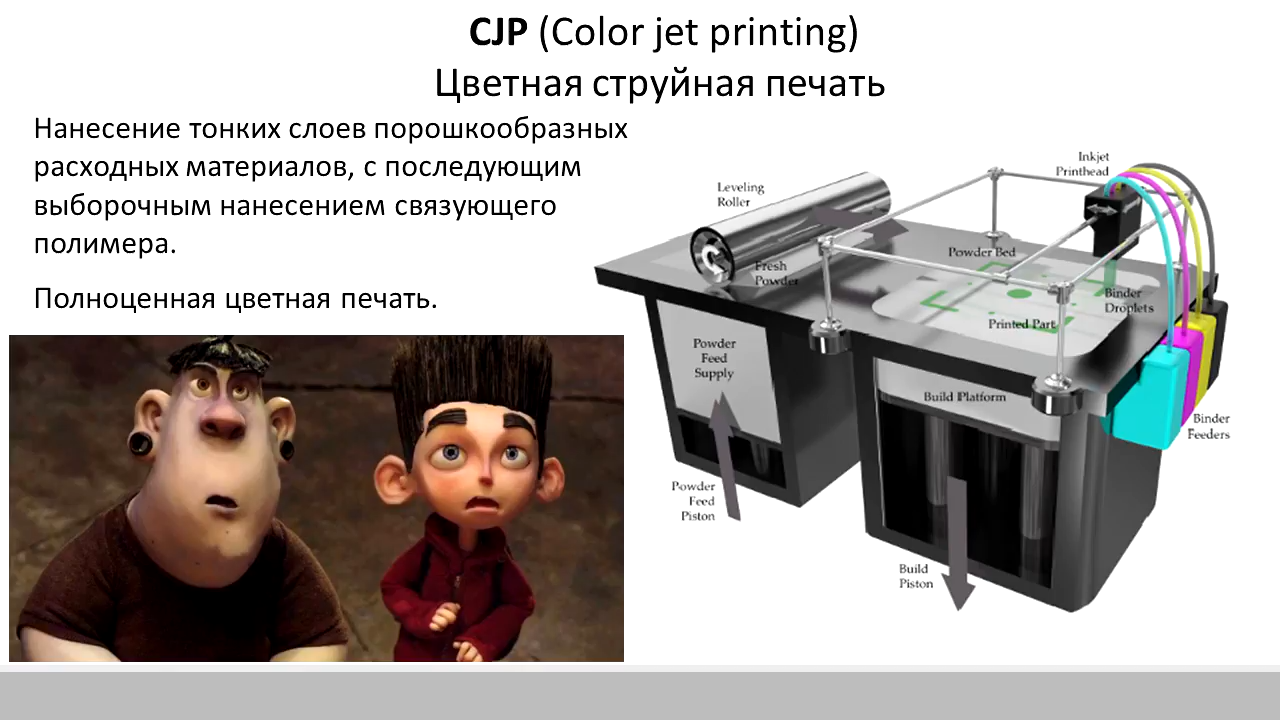 CJP (Color jet printing)
Цветная струйная печать
Нанесение тонких слоев порошкообразных
расходных материалов, с последующим
выборочным нанесением связующего
полимера.
Полноценная цветная печать.
Inkjet
Printhead
Leveling
Roller
Powder Bed
Fresh
Powder
Binder
Droplets
Printed Part
Powder
Feed
Supply
Build Platform
Binder
Feeders
Powder
Feed
Piston
Build
Piston